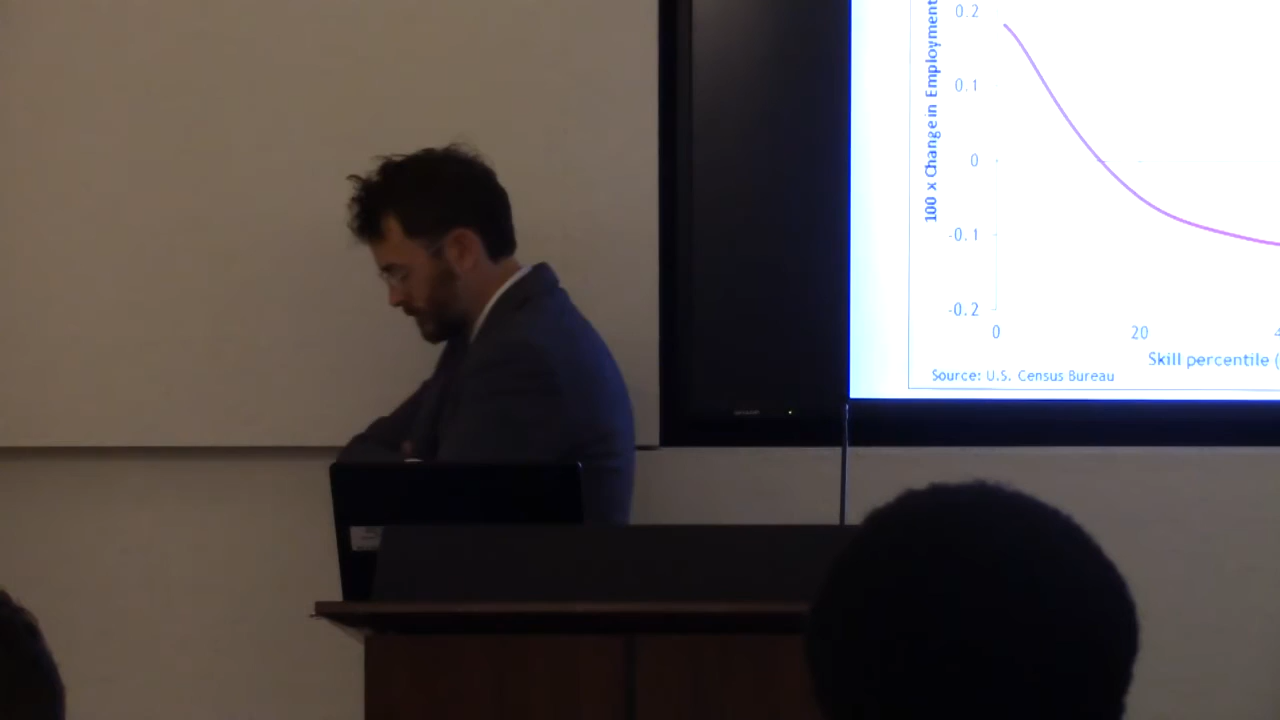 100 x Change in Employment
0.2
0.1
0
-0.1
-0.2
0
20
Skill percentile (
Source: U.S. Census Bureau